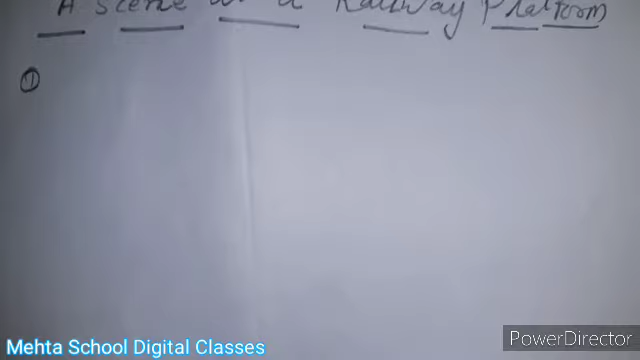 A Scene at a Railway Platform
①
Mehta School Digital Classes
PowerDirector